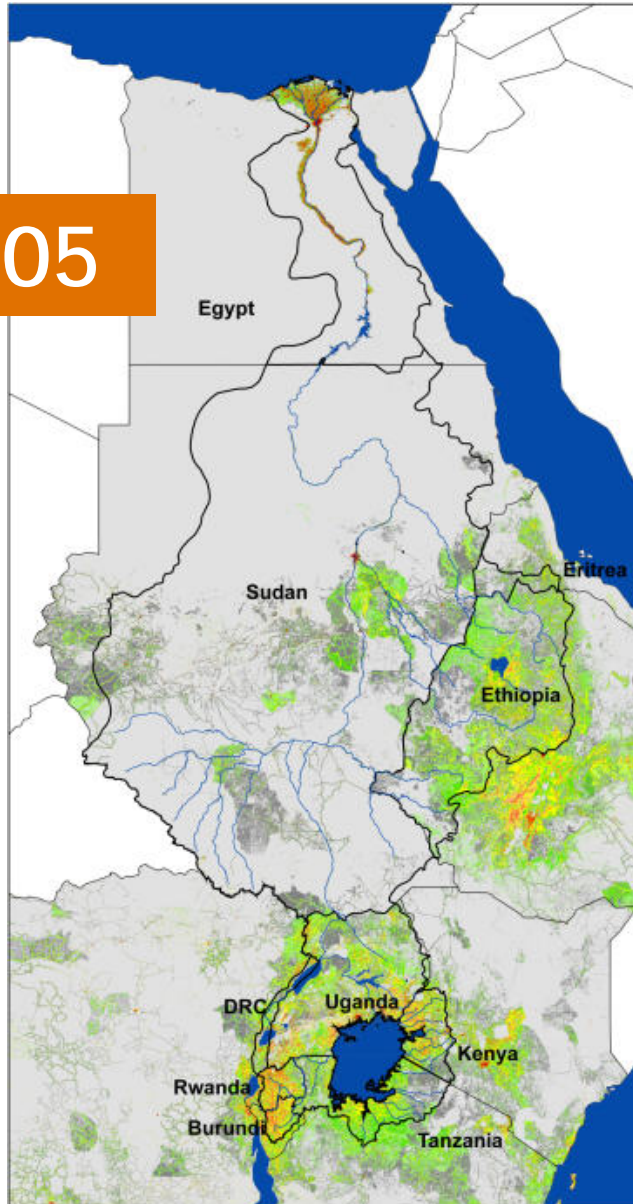 05
Egypt
Eritrea
Sudan
Ethiopia
DRC
Uganda
Kenya
Rwanda
Burundi
Tanzania